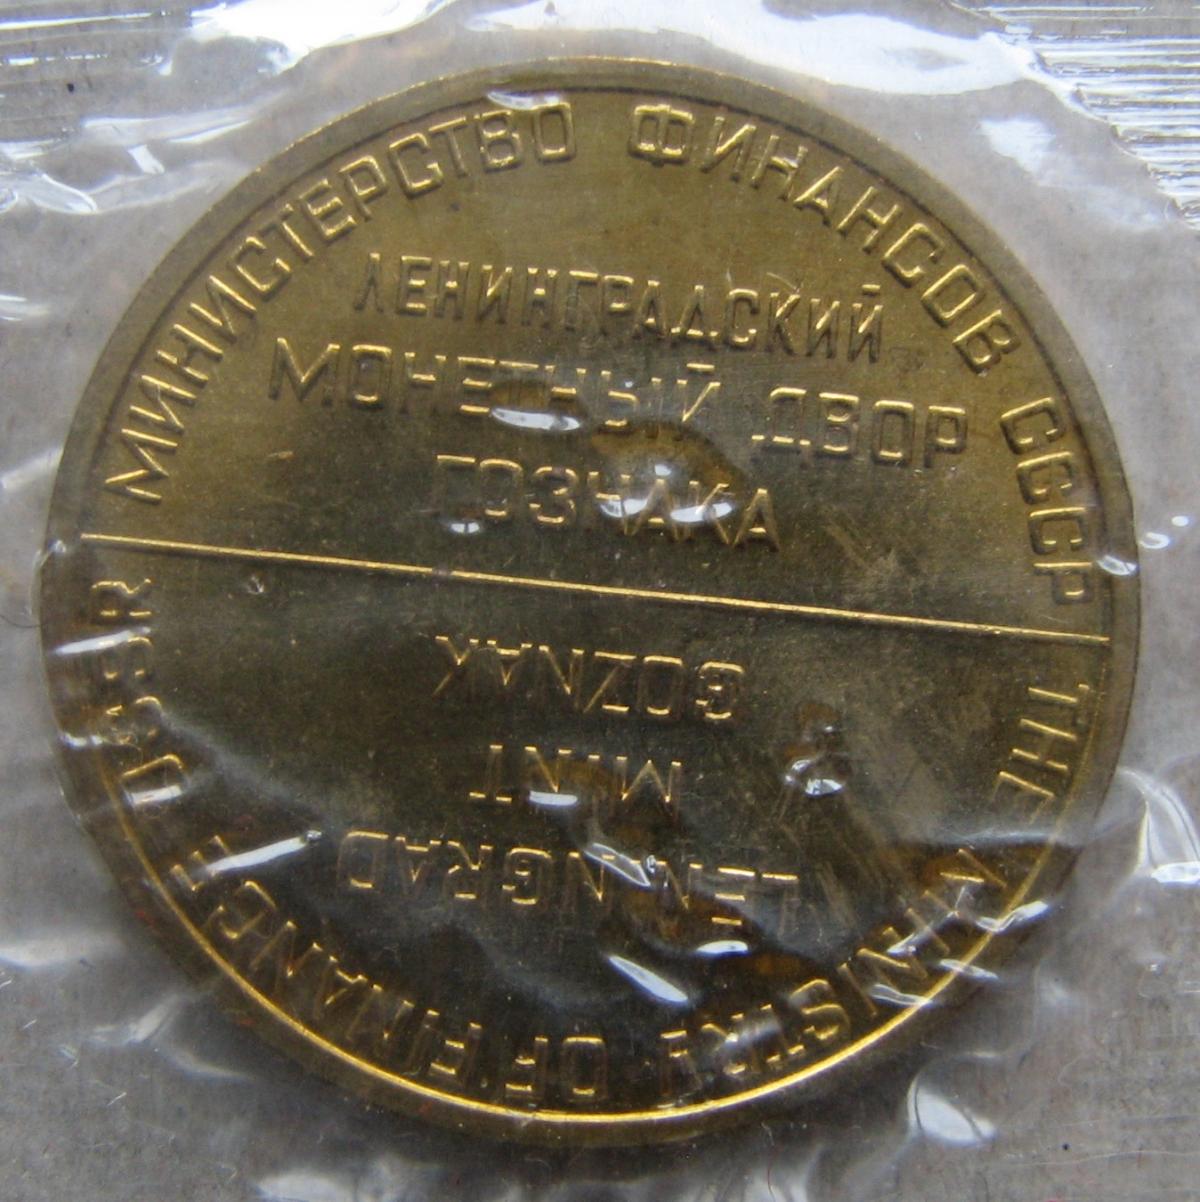 МИНИСТЕРСТВО ФИНАНСОВ СССР
ЛЕНИНГРАДСКИЙ
МОНЕТНЫЙ ДВОР
ГОЗНАКА
THE MINISTRY OF FINANCE USSR
LENINGRAD
MINT
GOZNAK